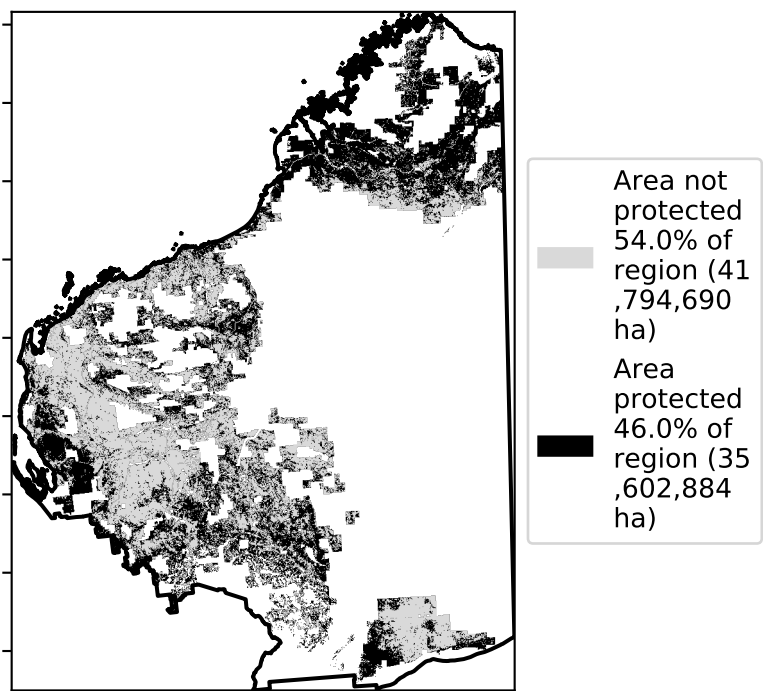 Area not
protected
54.0% of
region (41
,794,690
ha)
Area
protected
46.0% of
region (35
,602,884
ha)